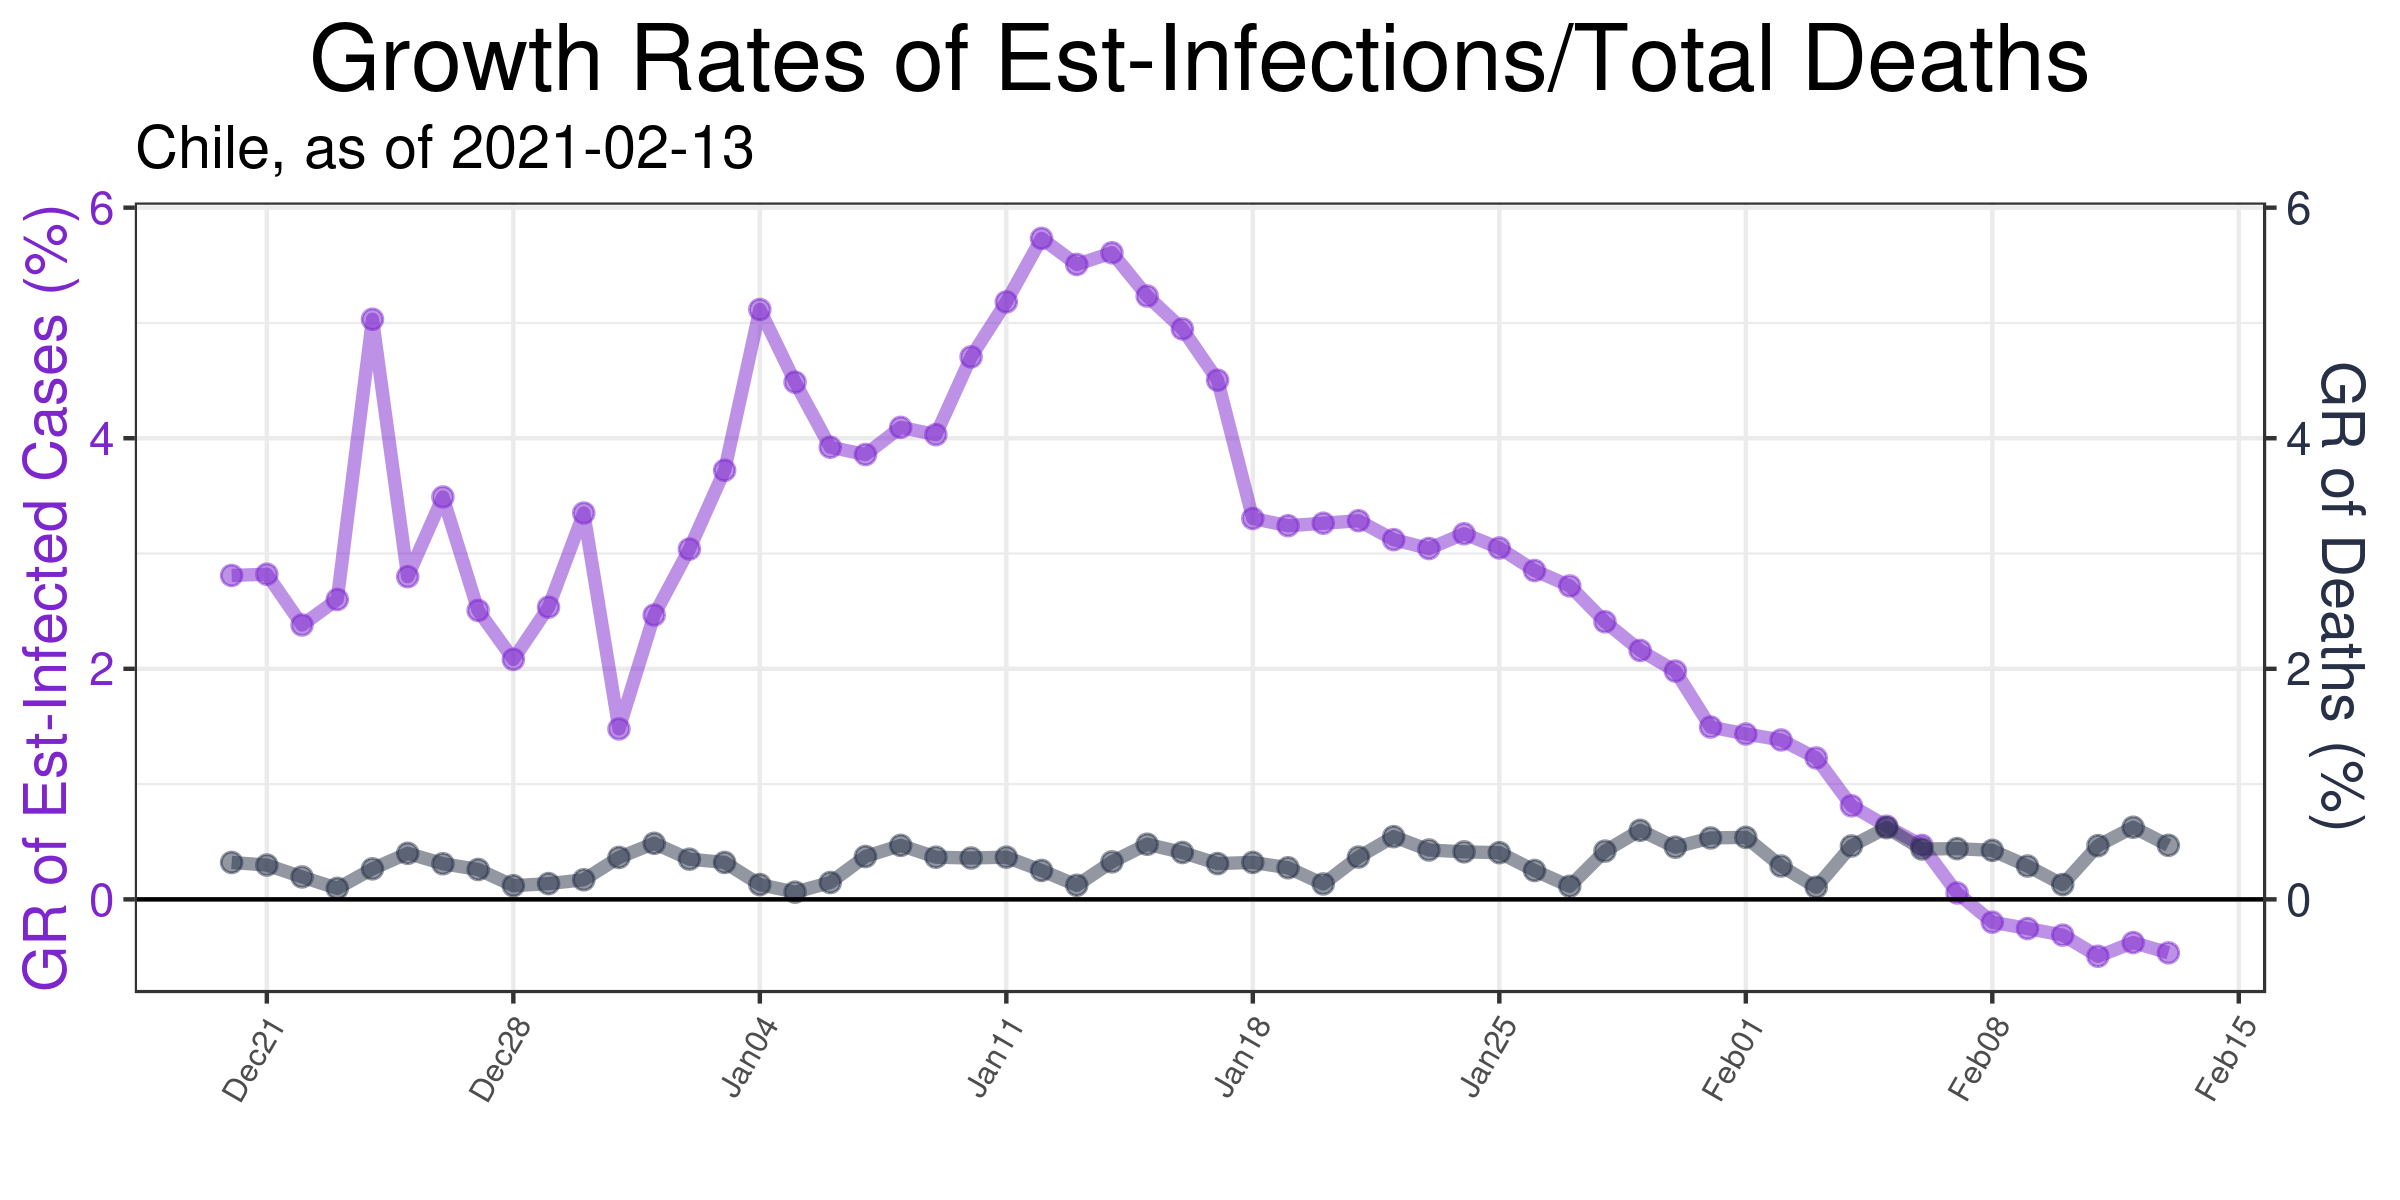 Growth Rates of Est-Infections/Total Deaths
Chile, as of 2021-02-13
GR of Est-Infected Cases (%)
6
4
2
0
6
4
2
0
GR of Deaths (%)
Dec21
Dec28
Jan04
Jan11
Jan18
Jan25
Feb01
Feb08
Feb15